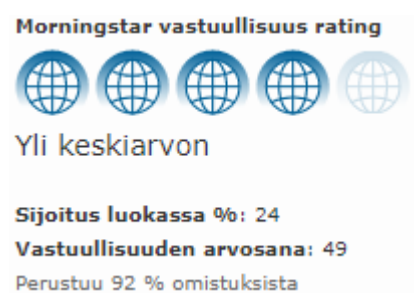 Morningstar vastuullisuus rating
Yli keskiarvon
Sijoitus luokassa %: 24
Vastuullisuuden arvosana: 49
Perustuu 92 % omistuksista